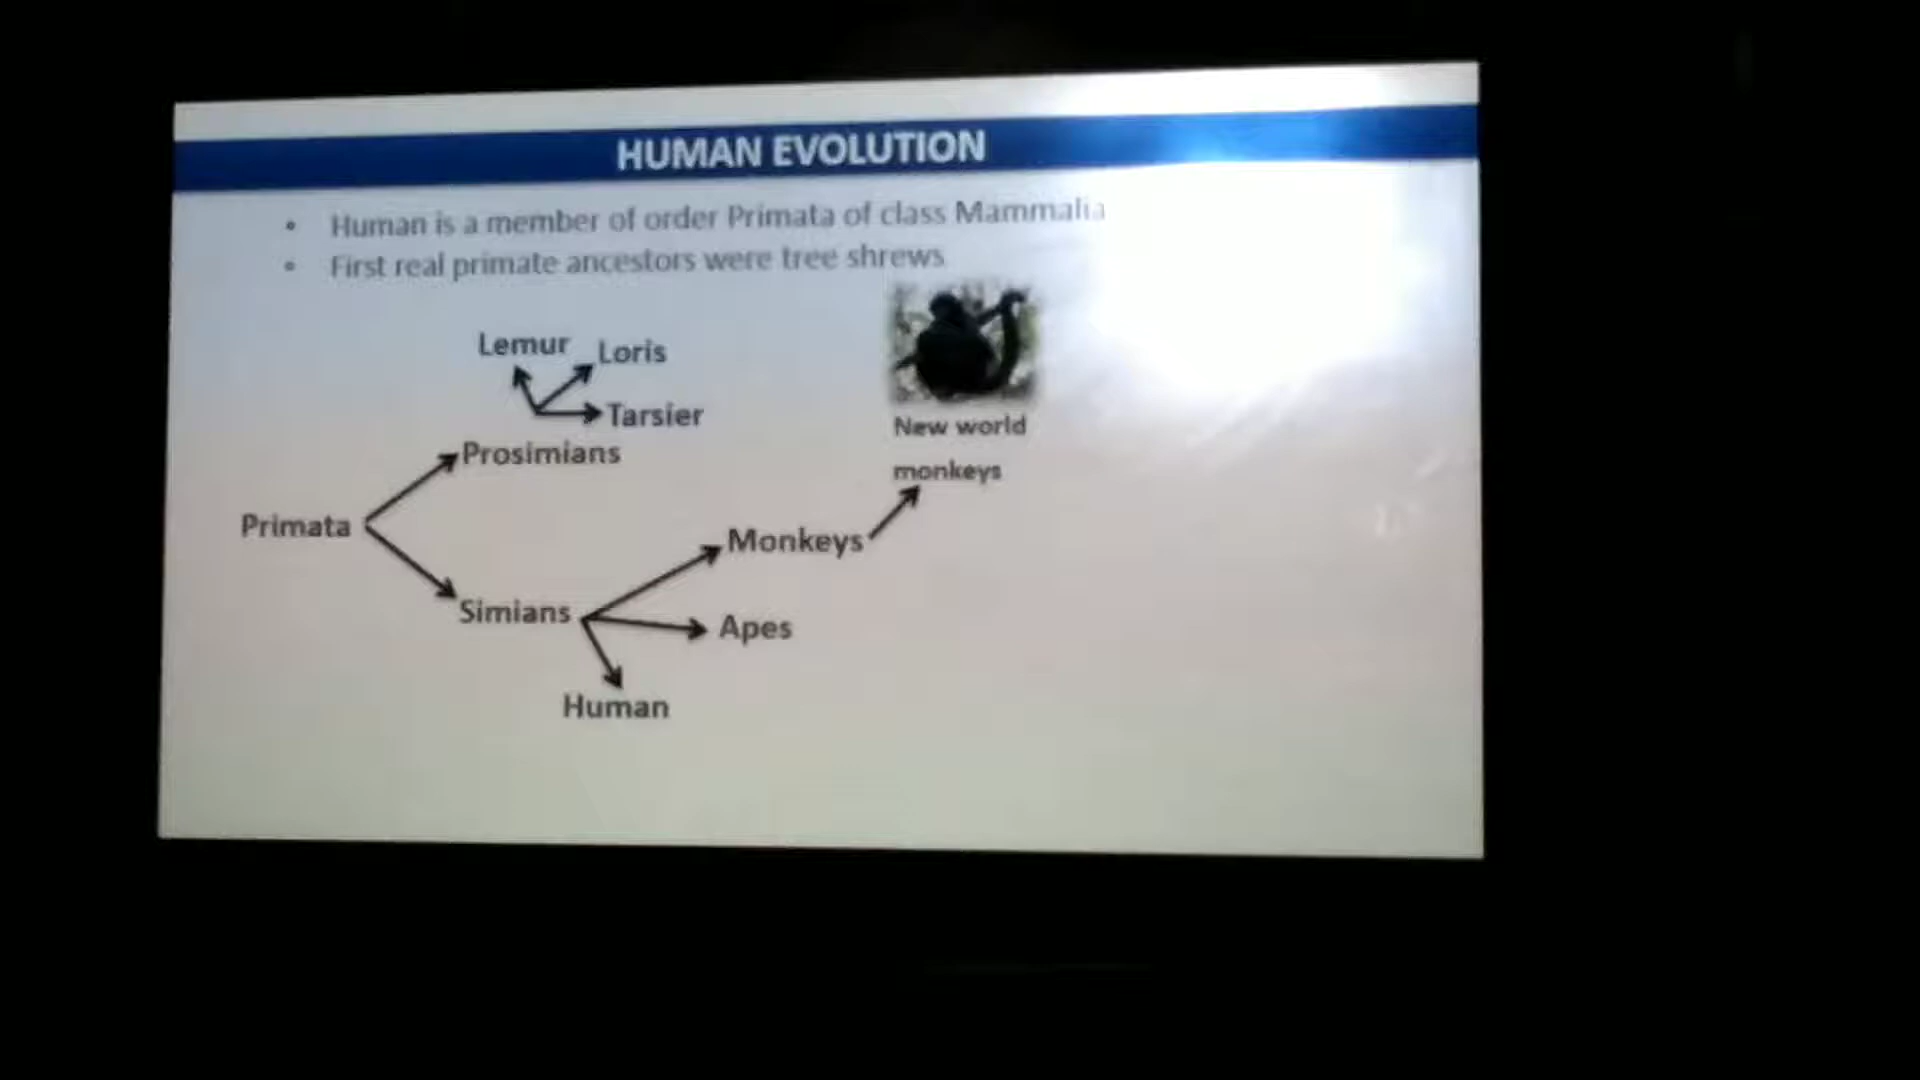 HUMAN EVOLUTION
• Human is a member of order Primata of class Mammalia
• First real primate ancestors were tree shrews
Lemur
Loris
Tarsier
New world
monkeys
Prosimians
Primata
Monkeys
Simians
Apes
Human